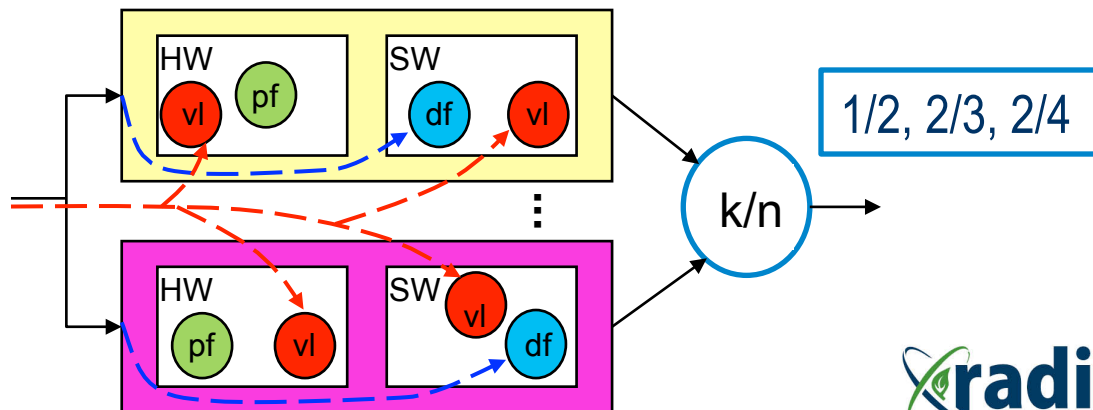 HW
vl
pf
SW
df
vl
1/2, 2/3, 2/4
k/n
HW
pf
vl
SW
vl
df
radi